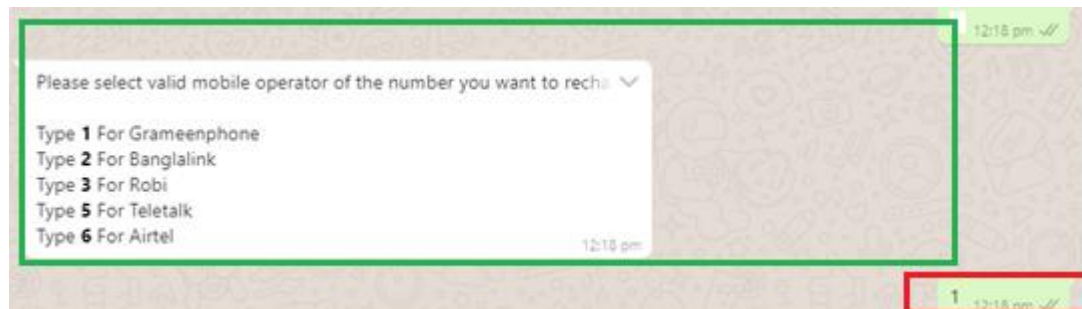 12:18 pm
Please select valid mobile operator of the number you want to recha
Type 1 For Grameenphone
Type 2 For Banglalink
Type 3 For Robi
Type 5 For Teletalk
Type 6 For Airtel
12:18 pm
1
12:18 pm